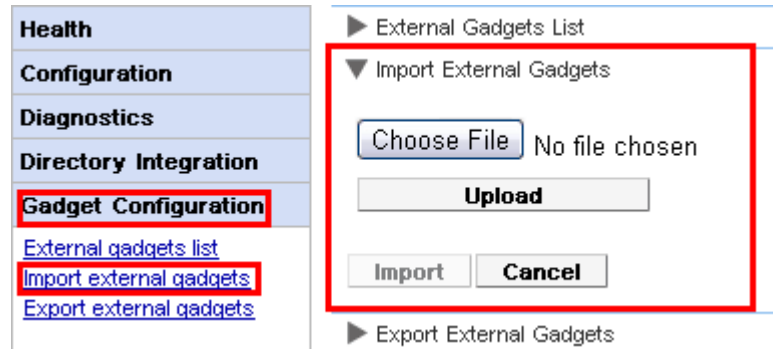 Health
Configuration
Diagnostics
Directory Integration
Gadget Configuration
External gadgets list
Import external gadgets
Export external gadgets
External Gadgets List
Import External Gadgets
Choose File No file chosen
Upload
Import Cancel
Export External Gadgets